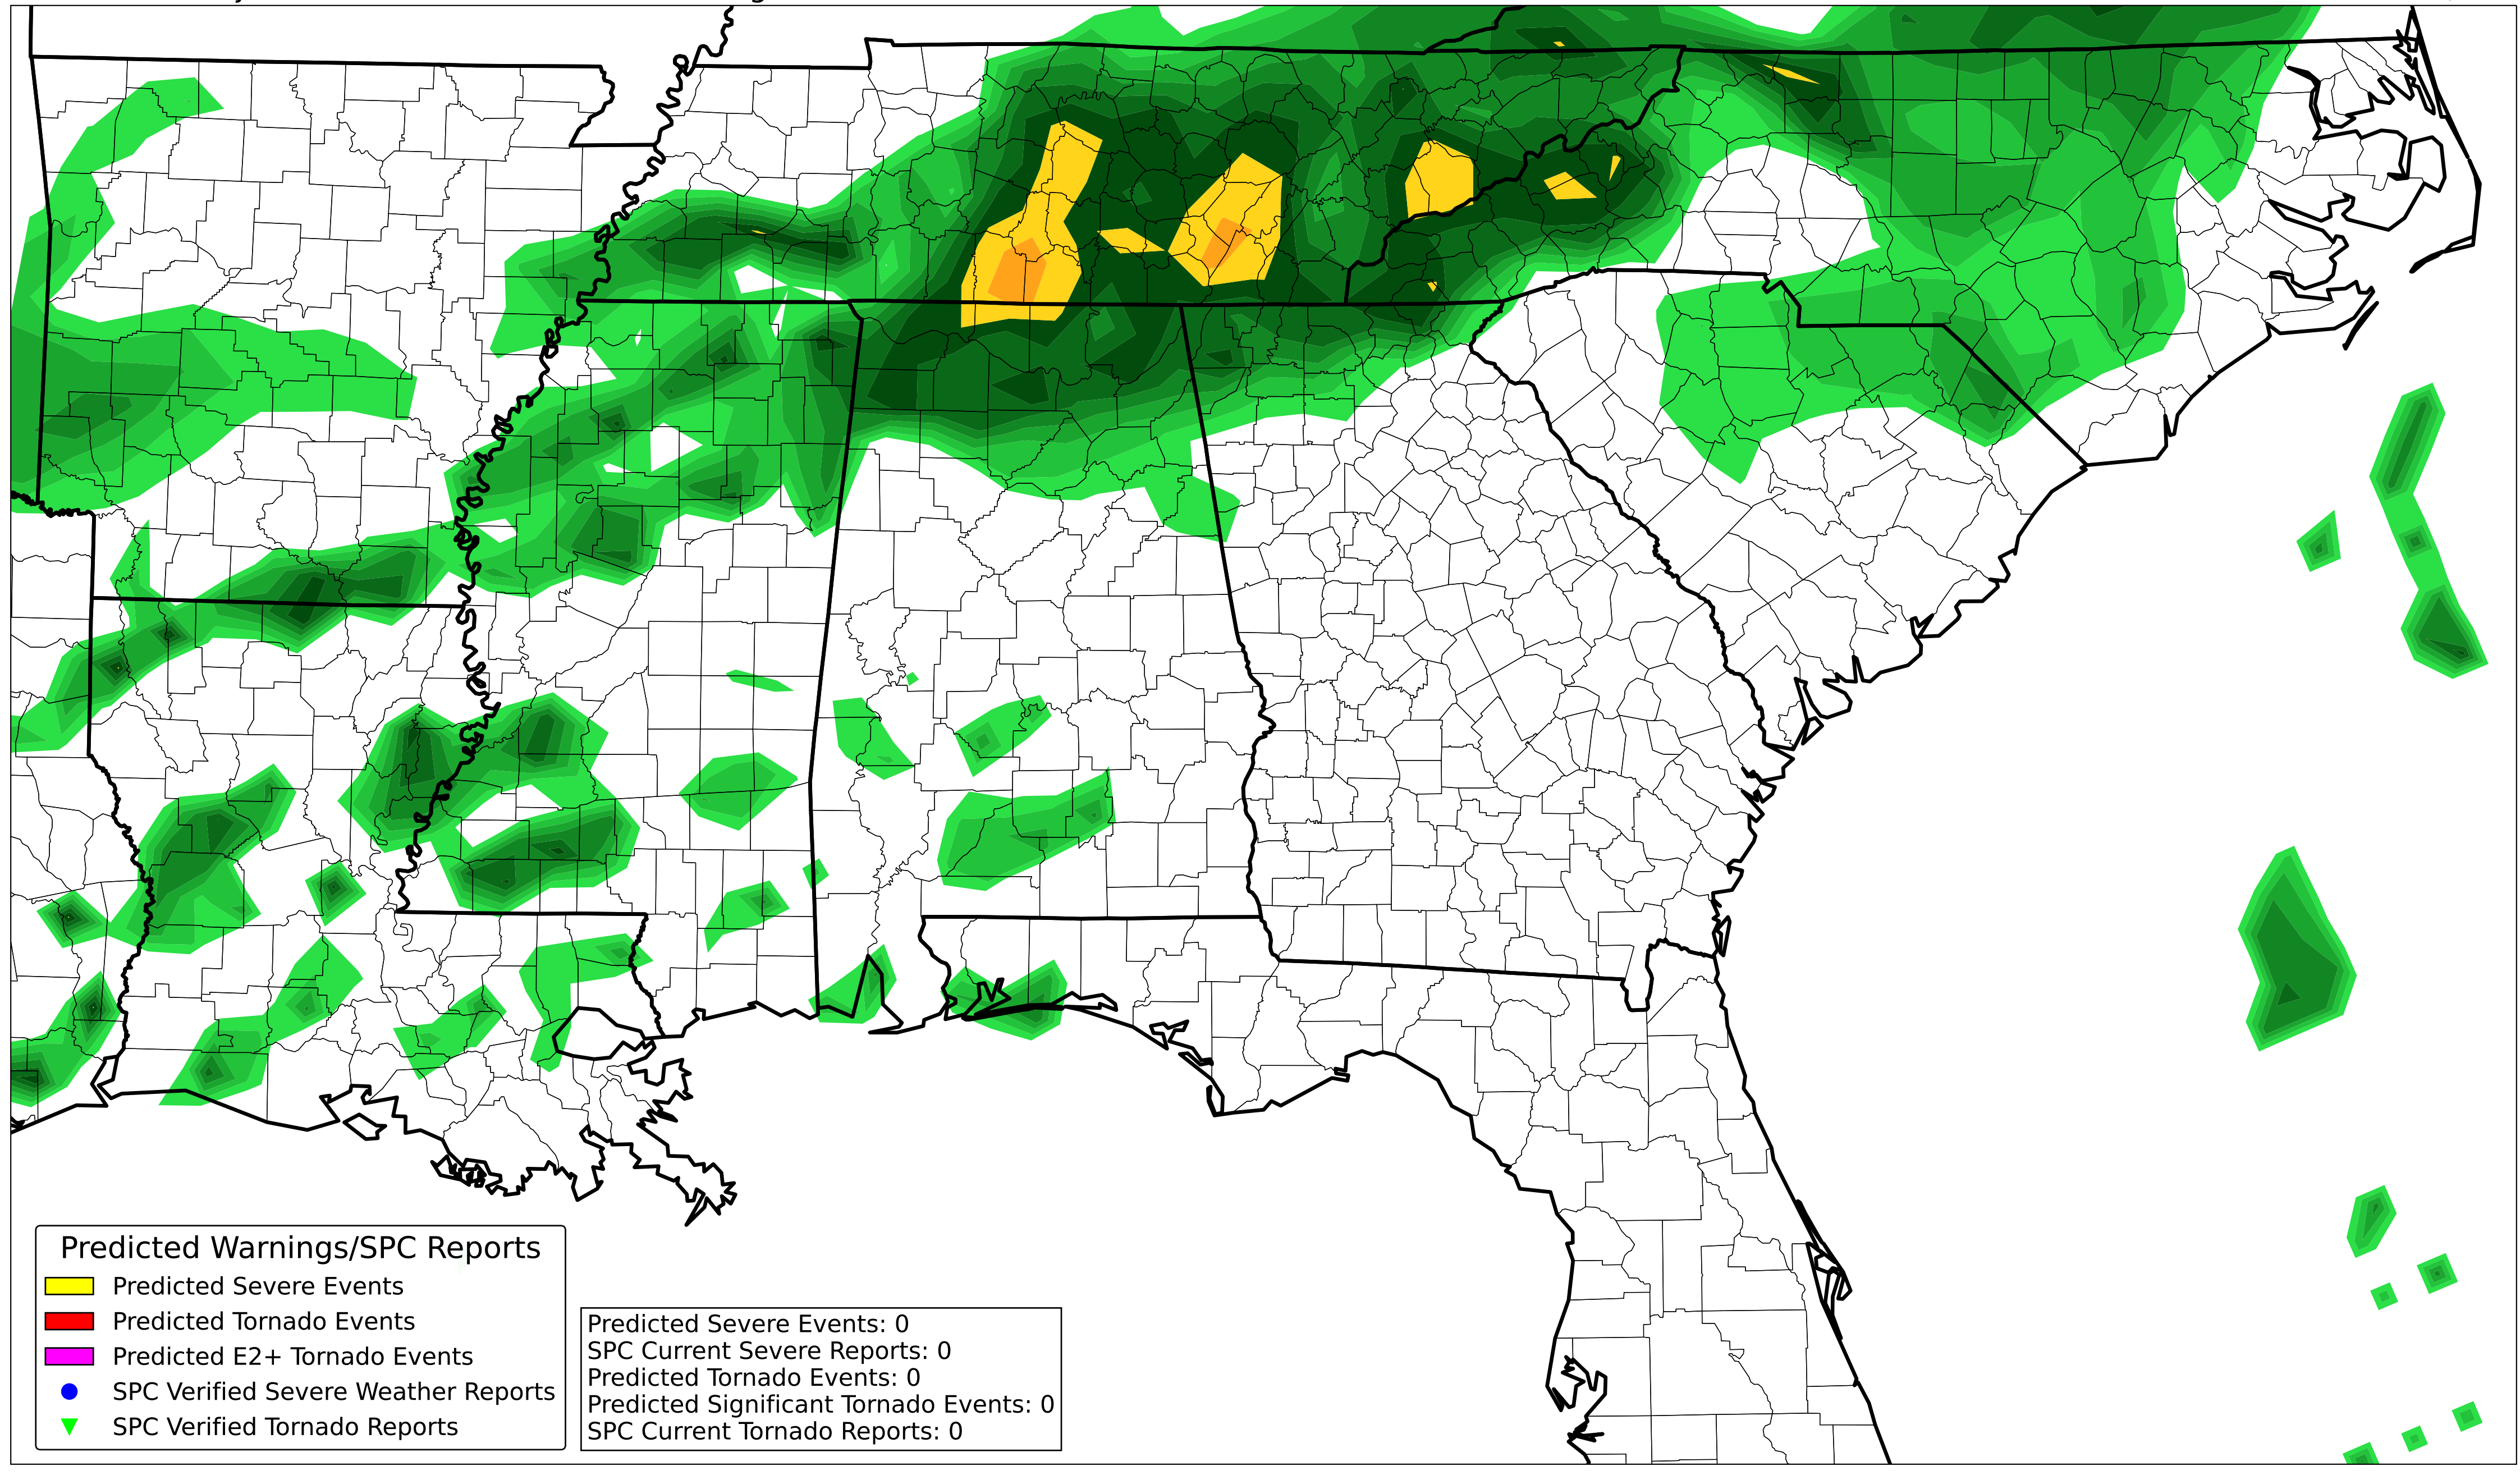 Predicted Warnings/SPC Reports
Predicted Severe Events
Predicted Tornado Events
Predicted E2+ Tornado Events
SPC Verified Severe Weather Reports
SPC Verified Tornado Reports
Predicted Severe Events: 0
SPC Current Severe Reports: 0
Predicted Tornado Events: 0
Predicted Significant Tornado Events: 0
SPC Current Tornado Reports: 0